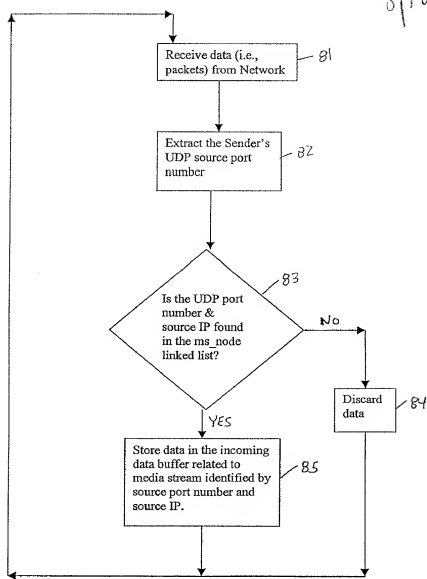 Receive data (i.e.,
packets) from Network
81
Extract the Sender's
UDP source port
number
82
83
Is the UDP port
number &
source IP found
in the ms_node
linked list?
NO
Discard
data
84
YES
Store data in the incoming
data buffer related to
media stream identified by
source port number and
source IP.
85